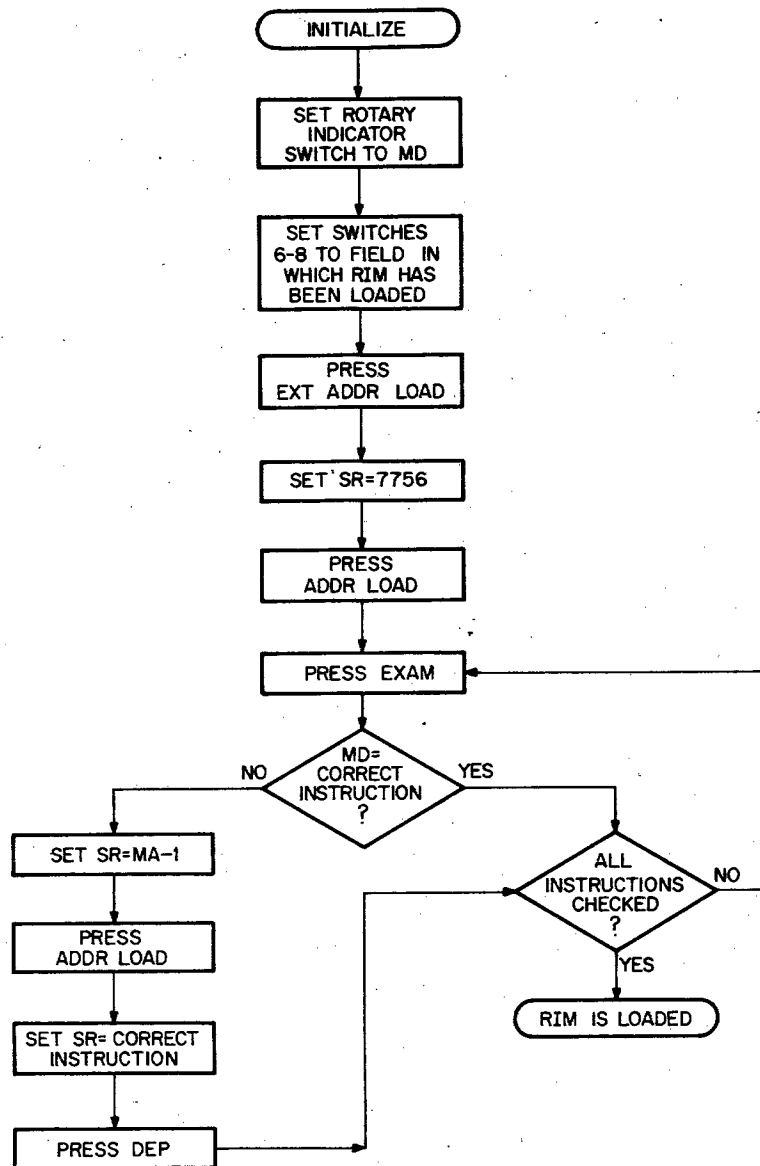 INITIALIZE
SET ROTARY
INDICATOR
SWITCH TO MD
SET SWITCHES
6-8 TO FIELD IN
WHICH RIM HAS
BEEN LOADED
PRESS
EXT ADDR LOAD
SET SR=7756
PRESS
ADDR LOAD
PRESS EXAM
MD=
CORRECT
INSTRUCTION
?
NO
YES
SET SR=MA-1
PRESS
ADDR LOAD
SET SR=CORRECT
INSTRUCTION
PRESS DEP
ALL
INSTRUCTIONS
CHECKED
?
NO
YES
RIM IS LOADED